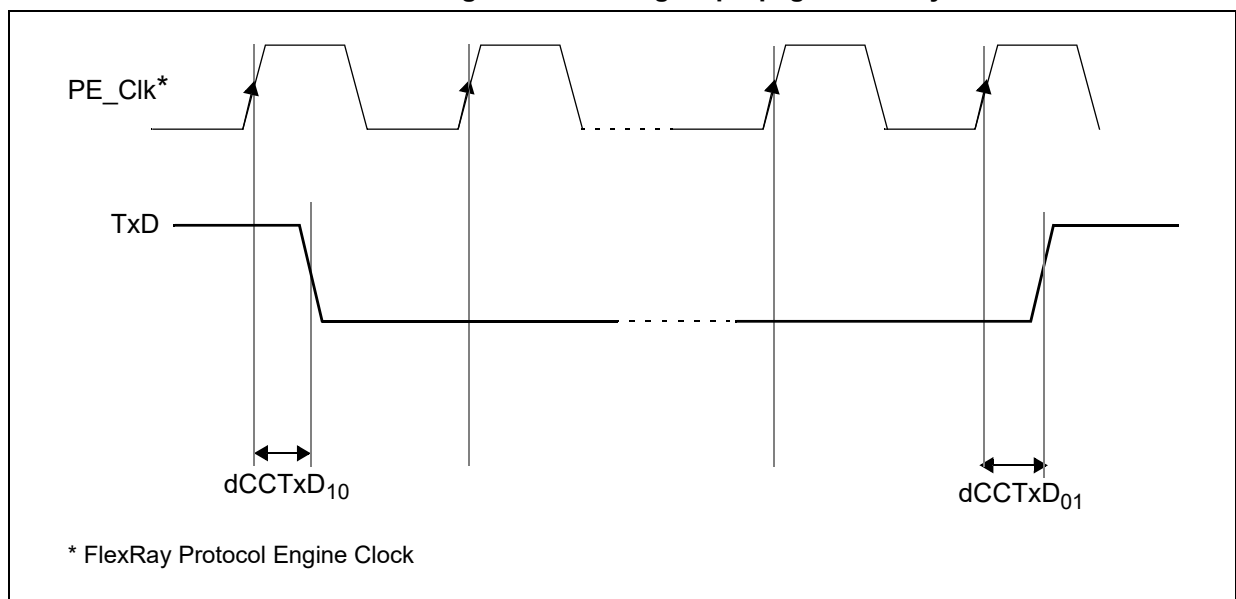 PE_Clk*
TxD
dCCTxD10
dCCTxD01
* FlexRay Protocol Engine Clock